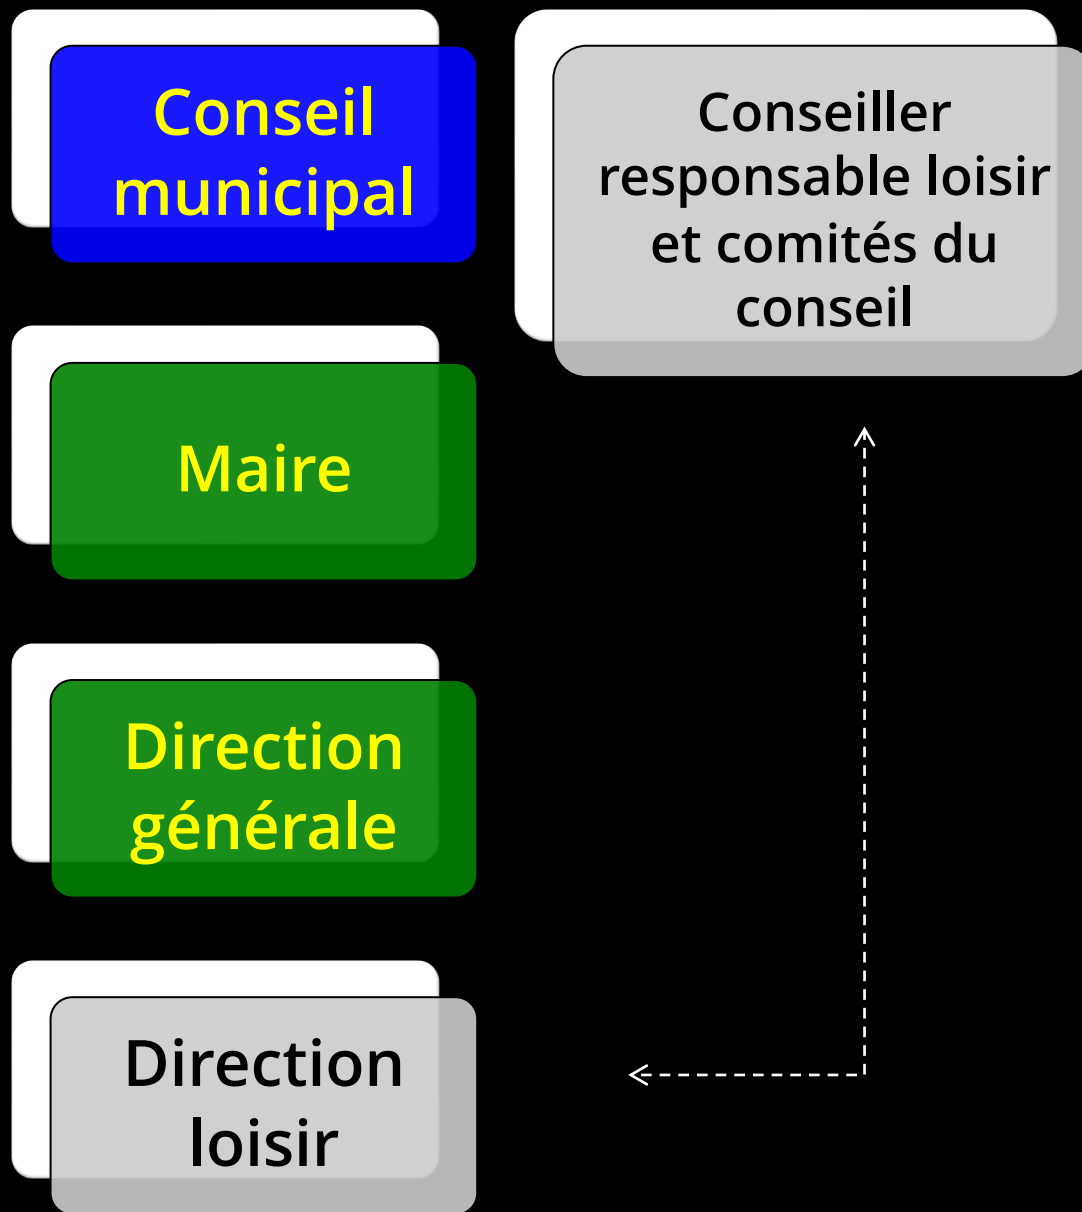 Conseil
municipal
Conseiller
responsable loisir
et comités du
conseil
Maire
Direction
générale
Direction
loisir